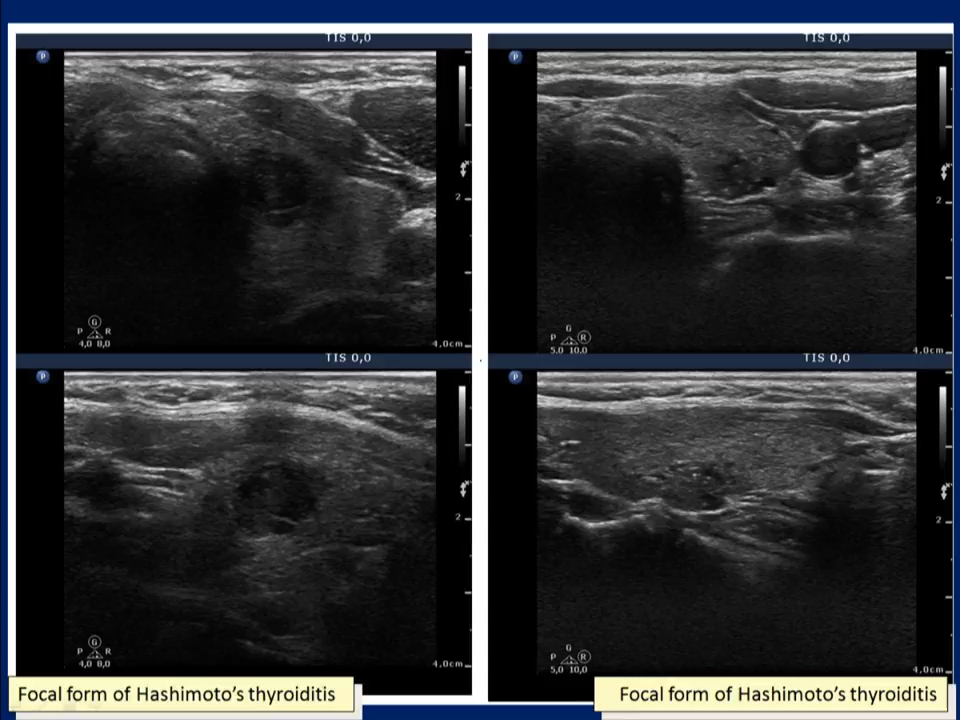 TIS 0,0
P
2
G
P R
4,0 8,0
4.0cm
TIS 0,0
P
2
G
P R
5,0 10,0
4.0cm
TIS 0,0
P
2
G
P R
4,0 8,0
4.0cm
TIS 0,0
P
2
G
P R
5,0 10,0
4.0cm
Focal form of Hashimoto's thyroiditis
Focal form of Hashimoto's thyroiditis